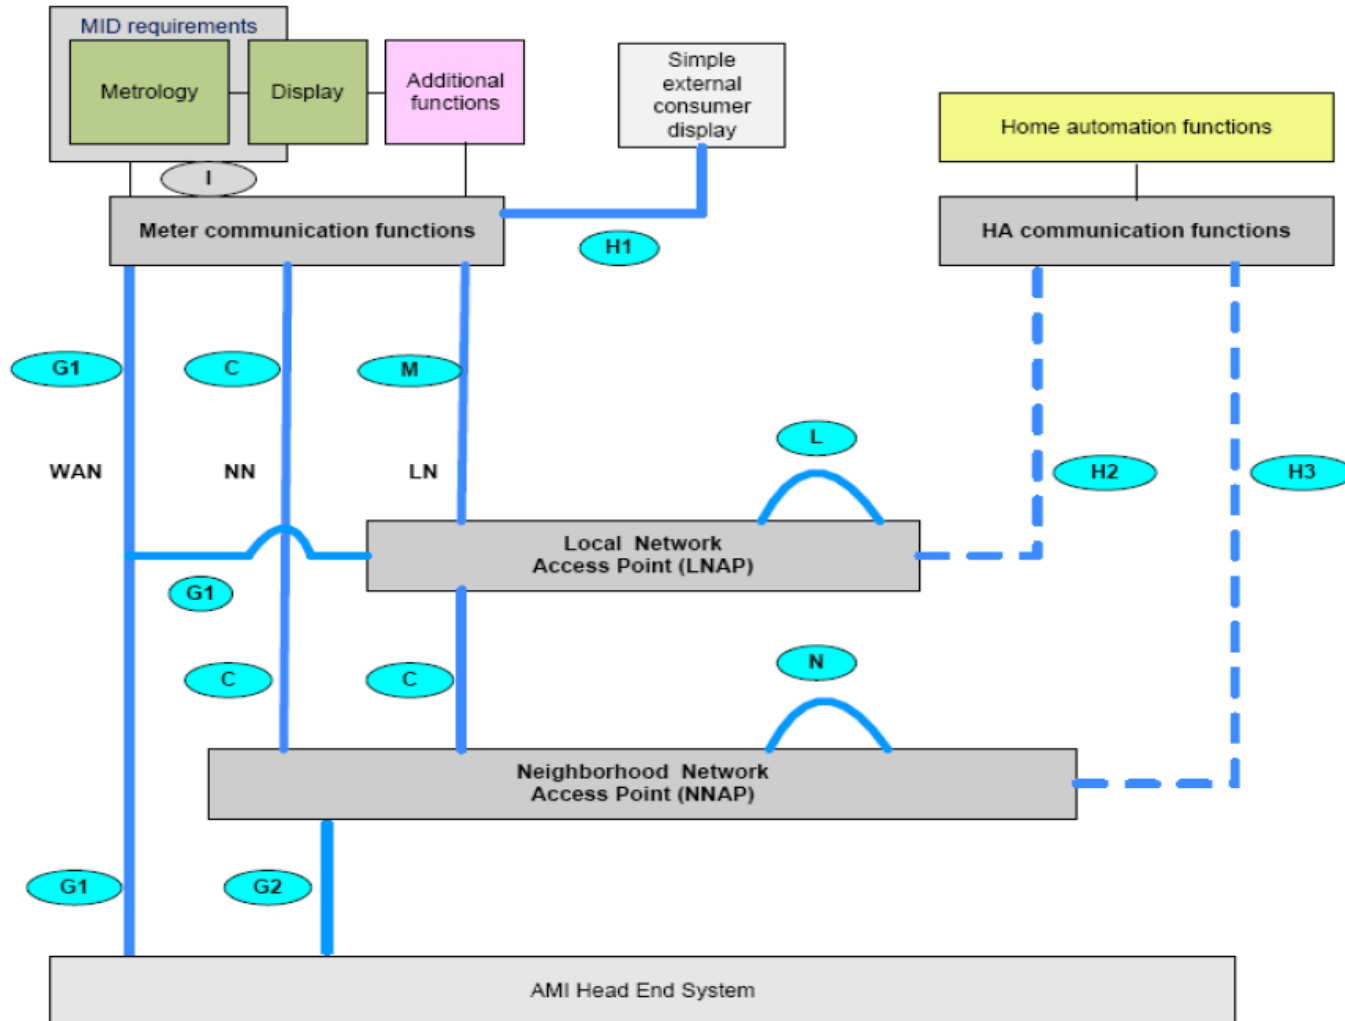 MID requirements
Metrology
Display
Additional
functions
Simple
external
consumer
display
Home automation functions
I
Meter communication functions
H1
HA communication functions
G1
C
M
WAN
NN
LN
L
H2
H3
Local Network
Access Point (LNAP)
G1
C
C
N
Neighborhood Network
Access Point (NNAP)
G1
G2
AMI Head End System